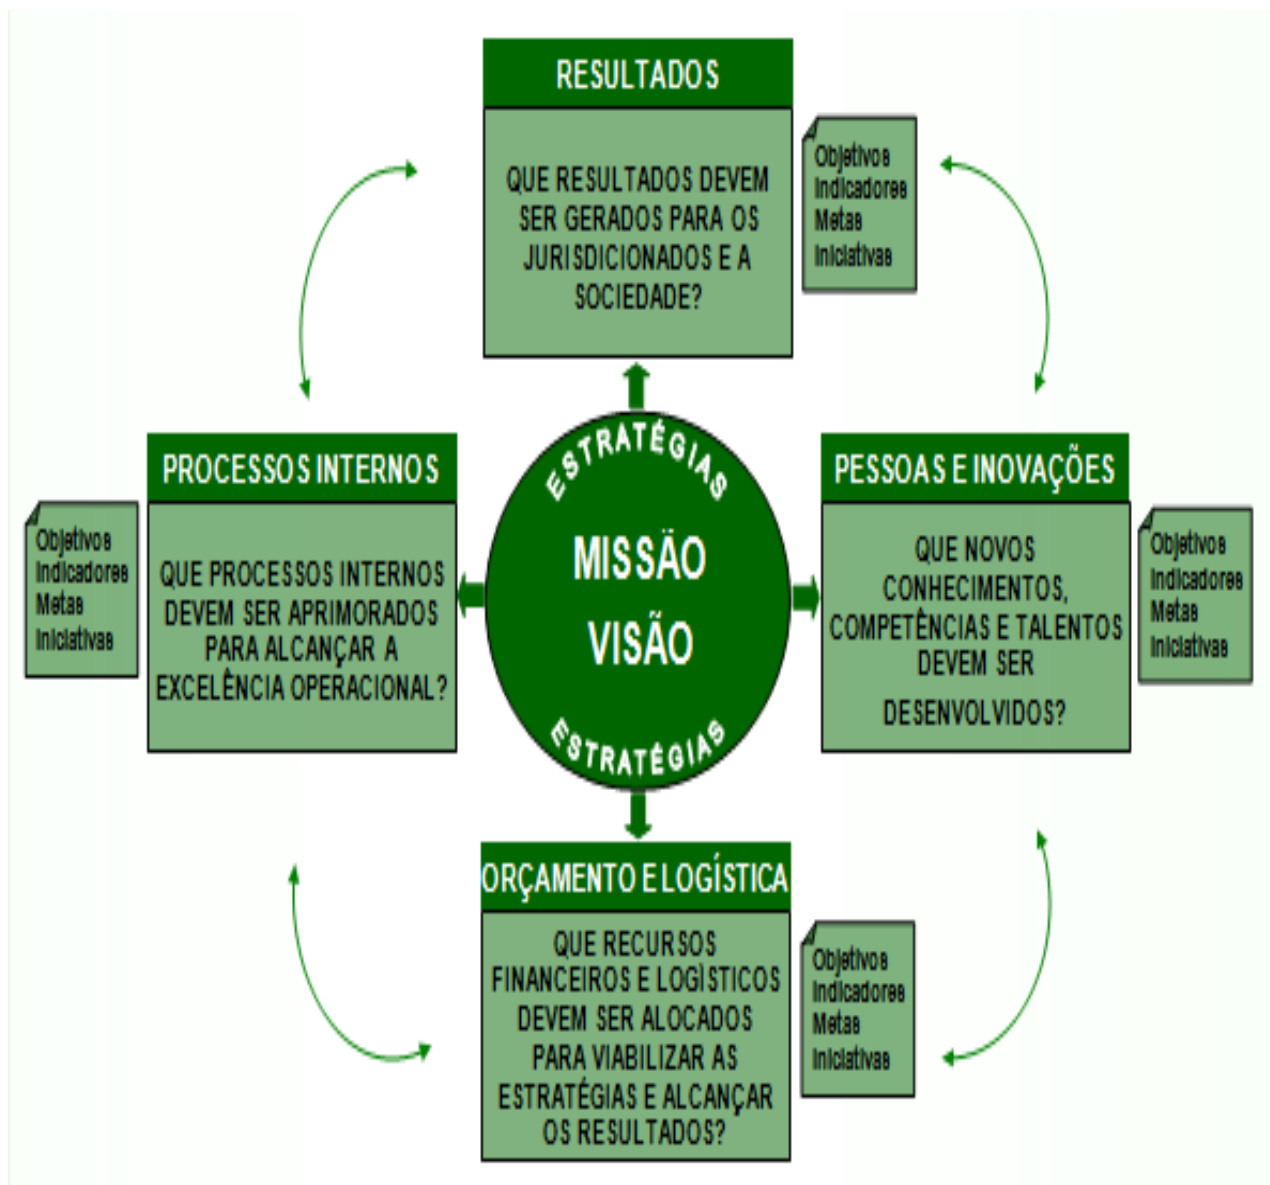 RESULTADOS
QUE RESULTADOS DEVEM
SER GERADOS PARA OS
JURISDICIONADOS E A
SOCIEDADE?
Objetivos
Indicadores
Metas
Iniciativas
PROCESSOS INTERNOS
QUE PROCESSOS INTERNOS
DEVEM SER APRIMORADOS
PARA ALCANÇAR A
EXCELÊNCIA OPERACIONAL?
Objetivos
Indicadores
Metas
Iniciativas
ESTRATÉGIAS
MISSÃO
VISÃO
ESTRATÉGIAS
PESSOAS E INOVAÇÕES
QUE NOVOS
CONHECIMENTOS,
COMPETÊNCIAS E TALENTOS
DEVEM SER
DESENVOLVIDOS?
Objetivos
Indicadores
Metas
Iniciativas
ORÇAMENTO E LOGÍSTICA
QUE RECURSOS
FINANCEIROS E LOGÍSTICOS
DEVEM SER ALOCADOS
PARA VIABILIZAR AS
ESTRATÉGIAS E ALCANÇAR
OS RESULTADOS?
Objetivos
Indicadores
Metas
Iniciativas